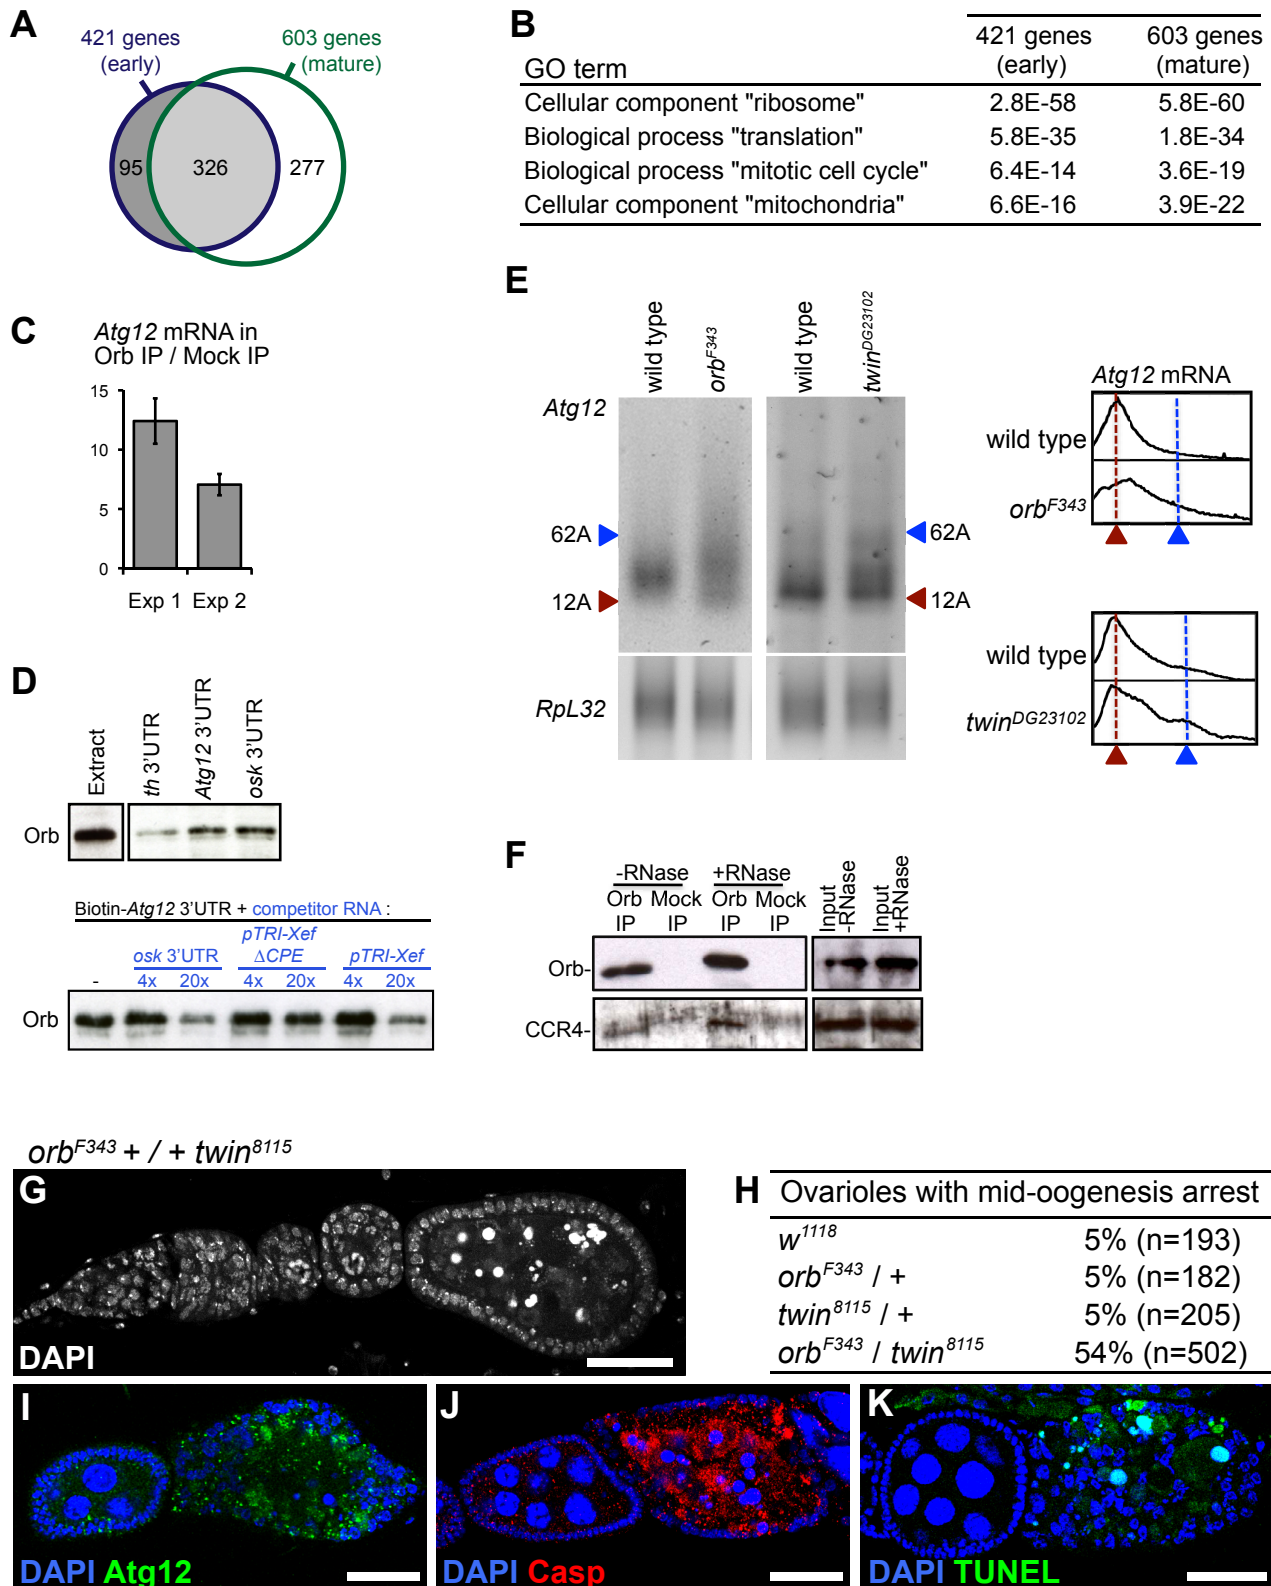 A
421 genes
(early)
603 genes
(mature)
95
326
277
B
421 genes
(early)
603 genes
(mature)
GO term
Cellular component "ribosome" 2.8E-58 5.8E-60
Biological process "translation" 5.8E-35 1.8E-34
Biological process "mitotic cell cycle" 6.4E-14 3.6E-19
Cellular component "mitochondria" 6.6E-16 3.9E-22
C
Atg12 mRNA in
Orb IP / Mock IP
15
10
5
0
Exp 1 Exp 2
D
Extract
th 3'UTR
Atg12 3'UTR
osk 3'UTR
Orb
Biotin-Atg12 3'UTR + competitor RNA :
osk 3'UTR
pTRI-Xef
ΔCPE
pTRI-Xef
- 4x 20x 4x 20x 4x 20x
Orb
E
wild type
orbF343
wild type
twinDG23102
Atg12
62A
12A
62A
12A
RpL32
Atg12 mRNA
wild type
orbF343
wild type
twinDG23102
F
-RNase +RNase
Orb IP
Mock IP
Orb IP
Mock IP
Input -RNase
Input +RNase
Orb-
CCR4-
orbF343 + / + twin8115
G
DAPI
H Ovarioles with mid-oogenesis arrest
w1118 5% (n=193)
orbF343 / + 5% (n=182)
twin8115 / + 5% (n=205)
orbF343 / twin8115 54% (n=502)
I
DAPI Atg12
J
DAPI Casp
K
DAPI TUNEL